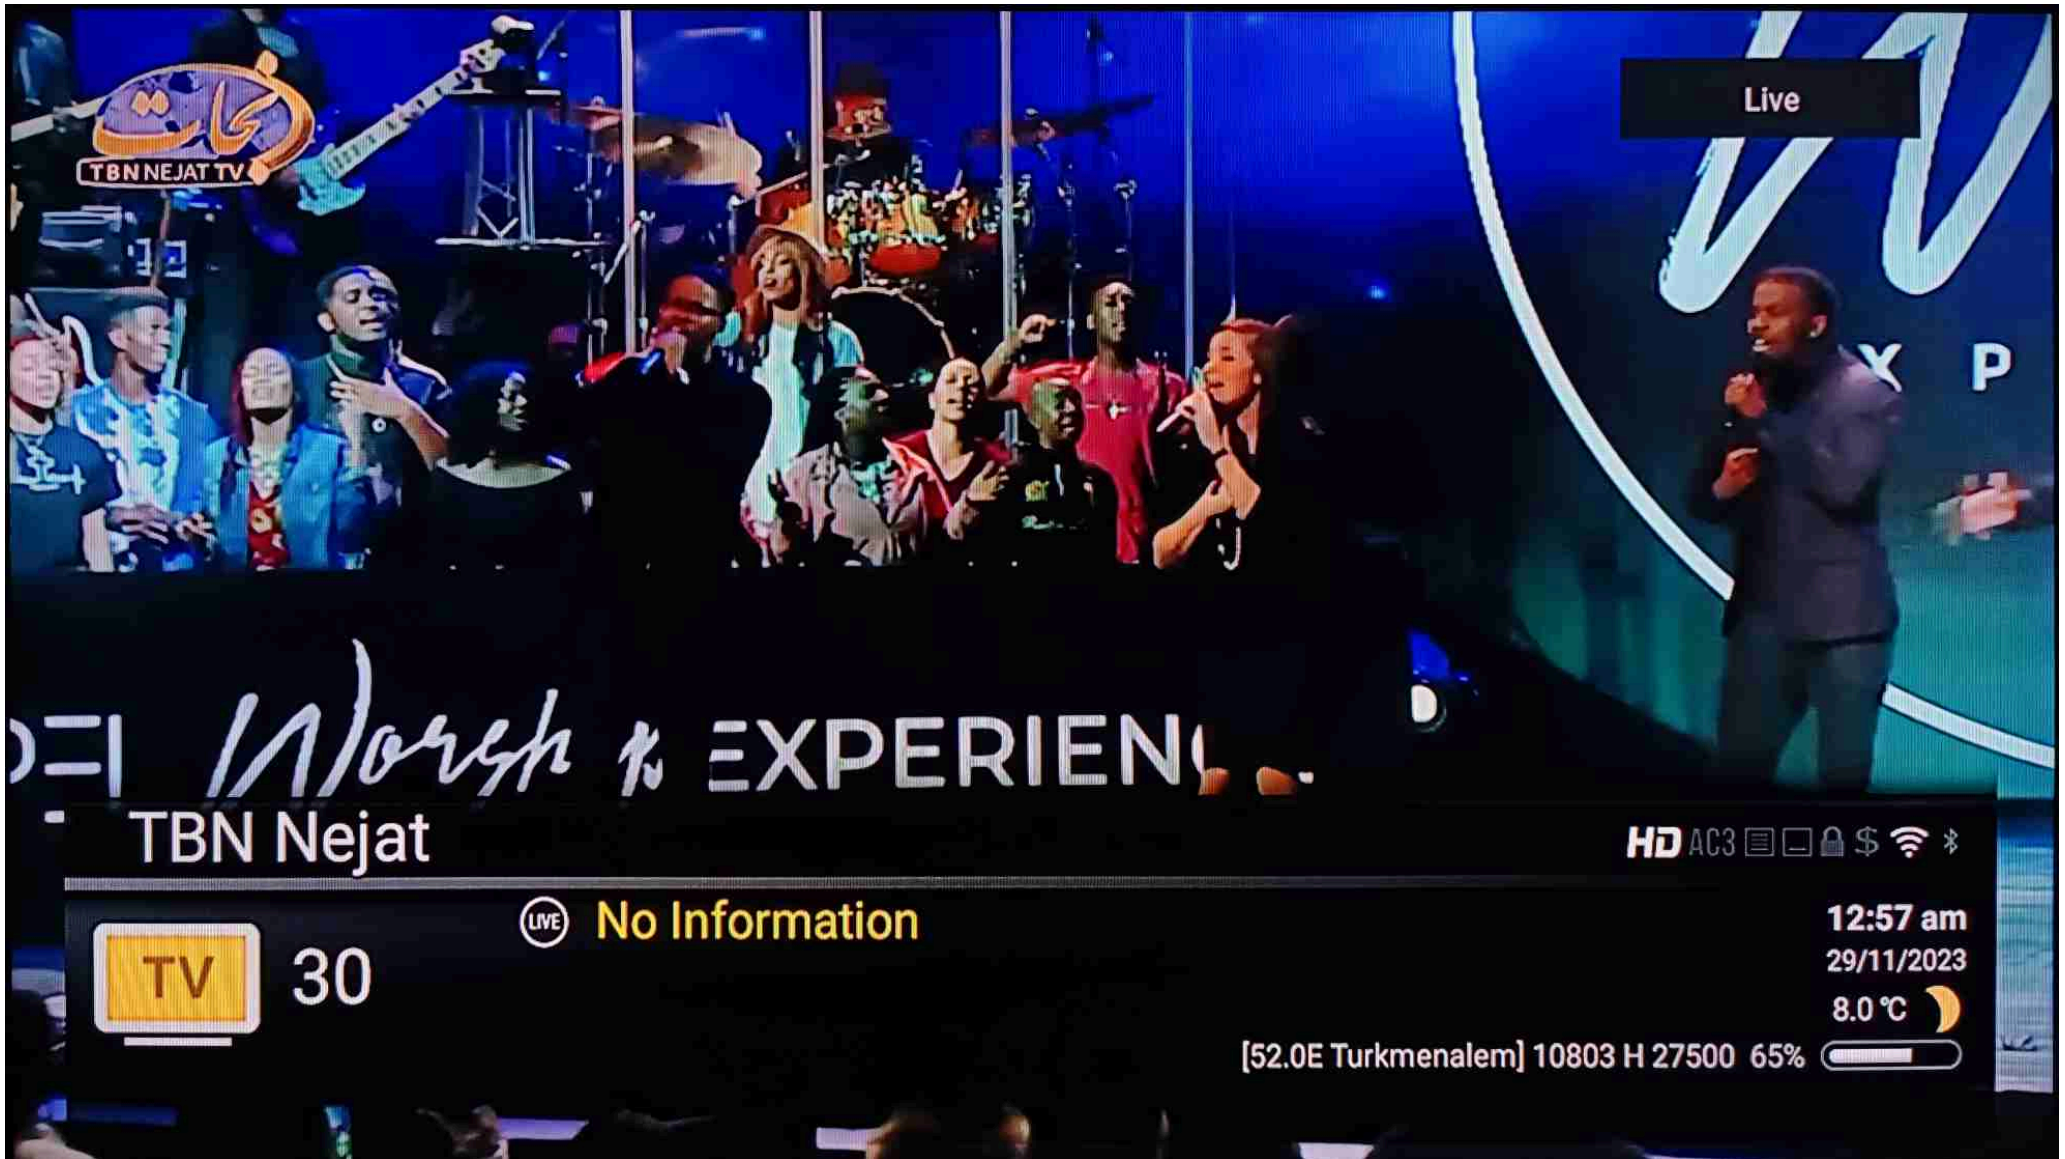 نجات
TBN NEJAT TV
Live
X P
Worsh
EXPERIEN
TBN Nejat
HD AC3 $
LIVE No Information
TV 30
12:57 am
29/11/2023
8.0 °C
[52.0E Turkmenalem] 10803 H 27500 65%